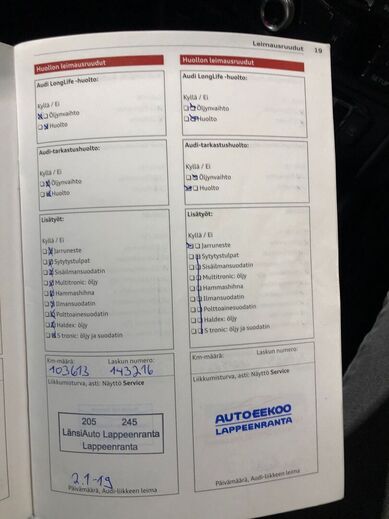 Leimausruudut 19
Huollon leimausruudut
Audi LongLife -huolto:
Kyllä / Ei
Öljynvaihto
Huolto
Audi-tarkastushuolto:
Kyllä / Ei
Öljynvaihto
Huolto
Lisätyöt:
Kyllä / Ei
Jarruneste
Sytytystulpat
Sisäilmansuodatin
Multitronic: öljy
Hammashihna
Ilmansuodatin
Polttoainesuodatin
Haldex: öljy
S tronic: öljy ja suodatin
Km-määrä: Laskun numero:
103613 143216
Liikkumisturva, asti: Näyttö Service
205 245
LänsiAuto Lappeenranta
Lappeenranta
2.1-19
Päivämäärä, Audi-liikkeen leima
Huollon leimausruudut
Audi LongLife -huolto:
Kyllä / Ei
Öljynvaihto
Huolto
Audi-tarkastushuolto:
Kyllä / Ei
Öljynvaihto
Huolto
Lisätyöt:
Kyllä / Ei
Jarruneste
Sytytystulpat
Sisäilmansuodatin
Multitronic: öljy
Hammashihna
Ilmansuodatin
Polttoainesuodatin
Haldex: öljy
S tronic: öljy ja suodatin
Km-määrä: Laskun numero:
Liikkumisturva, asti: Näyttö Service
AUTOEEKOO
LAPPEENRANTA
Päivämäärä, Audi-liikkeen leima